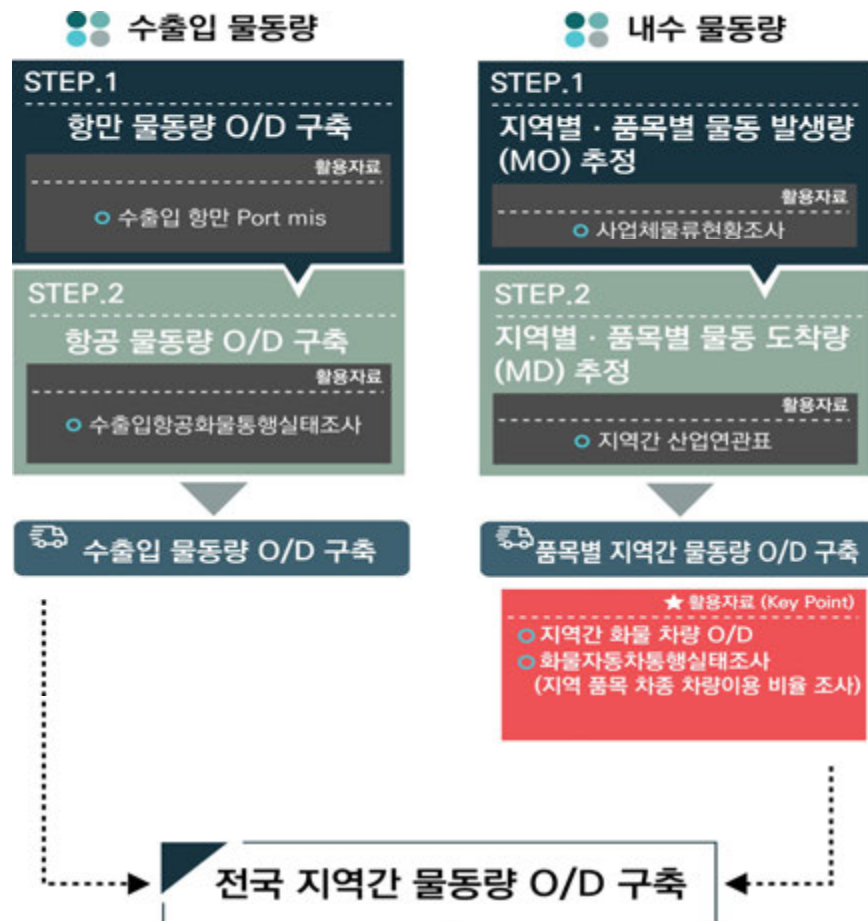 수출입 물동량
STEP.1
항만 물동량 O/D 구축
활용자료
수출입 항만 Port mis
STEP.2
항공 물동량 O/D 구축
활용자료
수출입항공화물통행실태조사
수출입 물동량 O/D 구축
내수 물동량
STEP.1
지역별 · 품목별 물동 발생량
(MO) 추정
활용자료
사업체물류현황조사
STEP.2
지역별 · 품목별 물동 도착량
(MD) 추정
활용자료
지역간 산업연관표
품목별 지역간 물동량 O/D 구축
★ 활용자료 (Key Point)
지역간 화물 차량 O/D
화물자동차통행실태조사
(지역 품목 차종 차량이용 비율 조사)
전국 지역간 물동량 O/D 구축